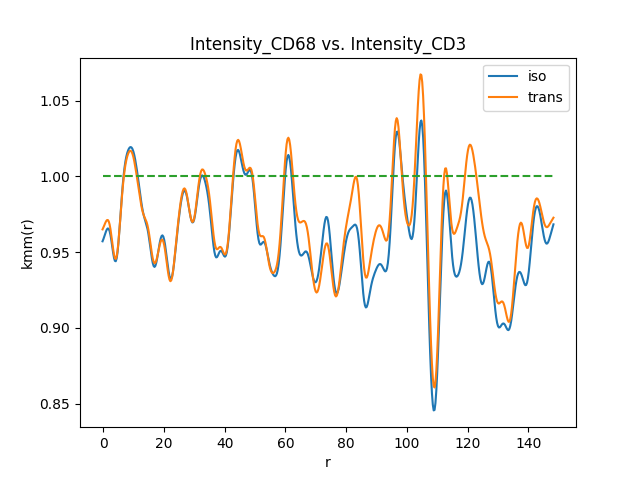 Intensity_CD68 vs. Intensity_CD3
iso
trans
1.05
1.00
0.95
0.90
0.85
kmm(r)
0 20 40 60 80 100 120 140
r